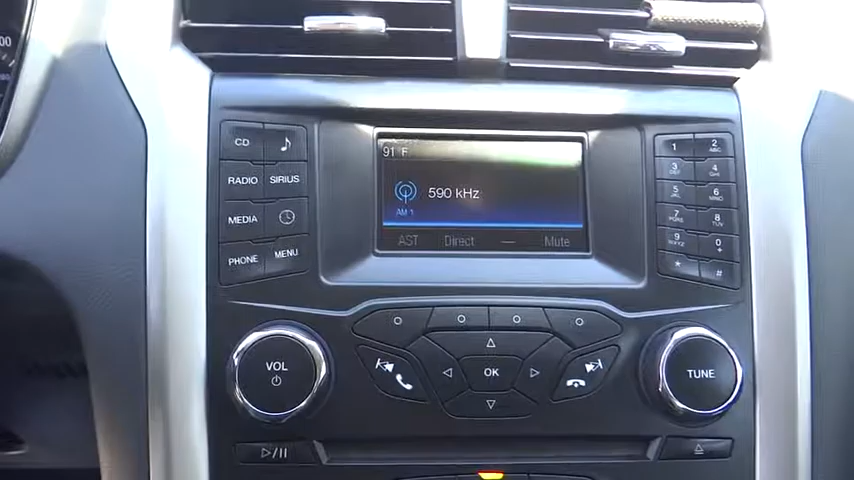 91 F
CD
RADIO SIRIUS
MEDIA
PHONE MENU
590 kHz
AM 1
AST Direct Mute
1 2 ABC
3 DEF 4 GHI
5 JKL 6 MNO
7 PQRS 8 TUV
9 WXYZ 0 +
* #
VOL
OK
TUNE